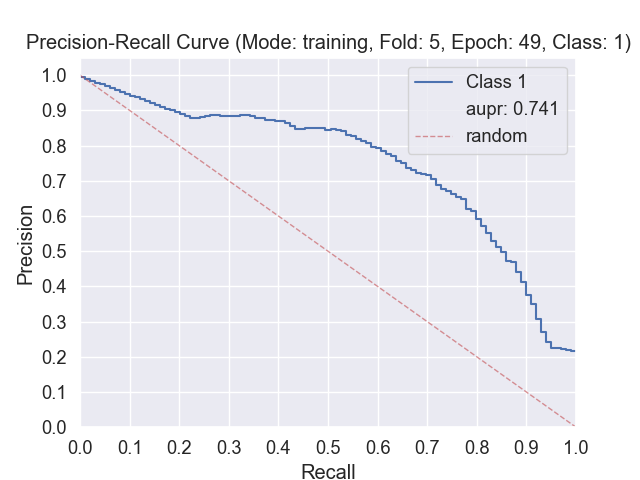 Precision-Recall Curve (Mode: training, Fold: 5, Epoch: 49, Class: 1)
1.0
0.9
0.8
0.7
0.6
0.5
0.4
0.3
0.2
0.1
0.0
Precision
Class 1
aupr: 0.741
random
0.0 0.1 0.2 0.3 0.4 0.5 0.6 0.7 0.8 0.9 1.0
Recall